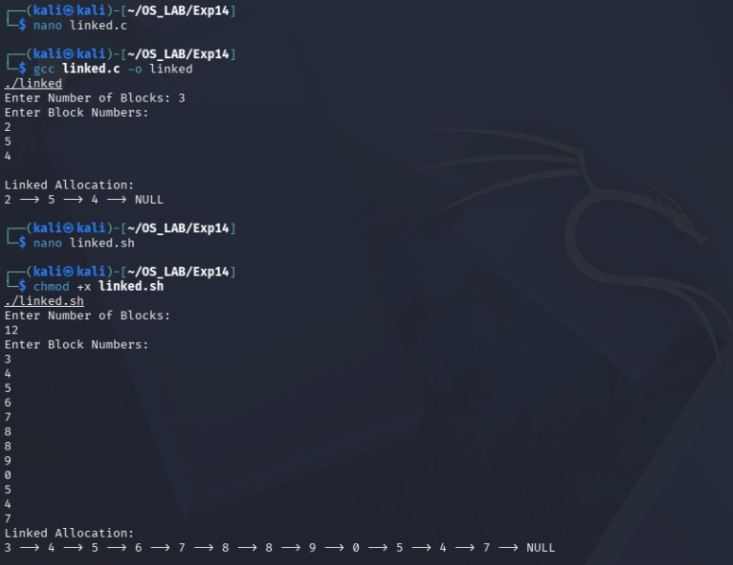 ┌──(kali㉿kali)-[~/OS_LAB/Exp14]
└─$ nano linked.c
┌──(kali㉿kali)-[~/OS_LAB/Exp14]
└─$ gcc linked.c -o linked
./linked
Enter Number of Blocks: 3
Enter Block Numbers:
2
5
4
Linked Allocation:
2 --> 5 --> 4 --> NULL
┌──(kali㉿kali)-[~/OS_LAB/Exp14]
└─$ nano linked.sh
┌──(kali㉿kali)-[~/OS_LAB/Exp14]
└─$ chmod +x linked.sh
./linked.sh
Enter Number of Blocks:
12
Enter Block Numbers:
3
4
5
6
7
8
8
9
0
5
4
7
Linked Allocation:
3 --> 4 --> 5 --> 6 --> 7 --> 8 --> 8 --> 9 --> 0 --> 5 --> 4 --> 7 --> NULL